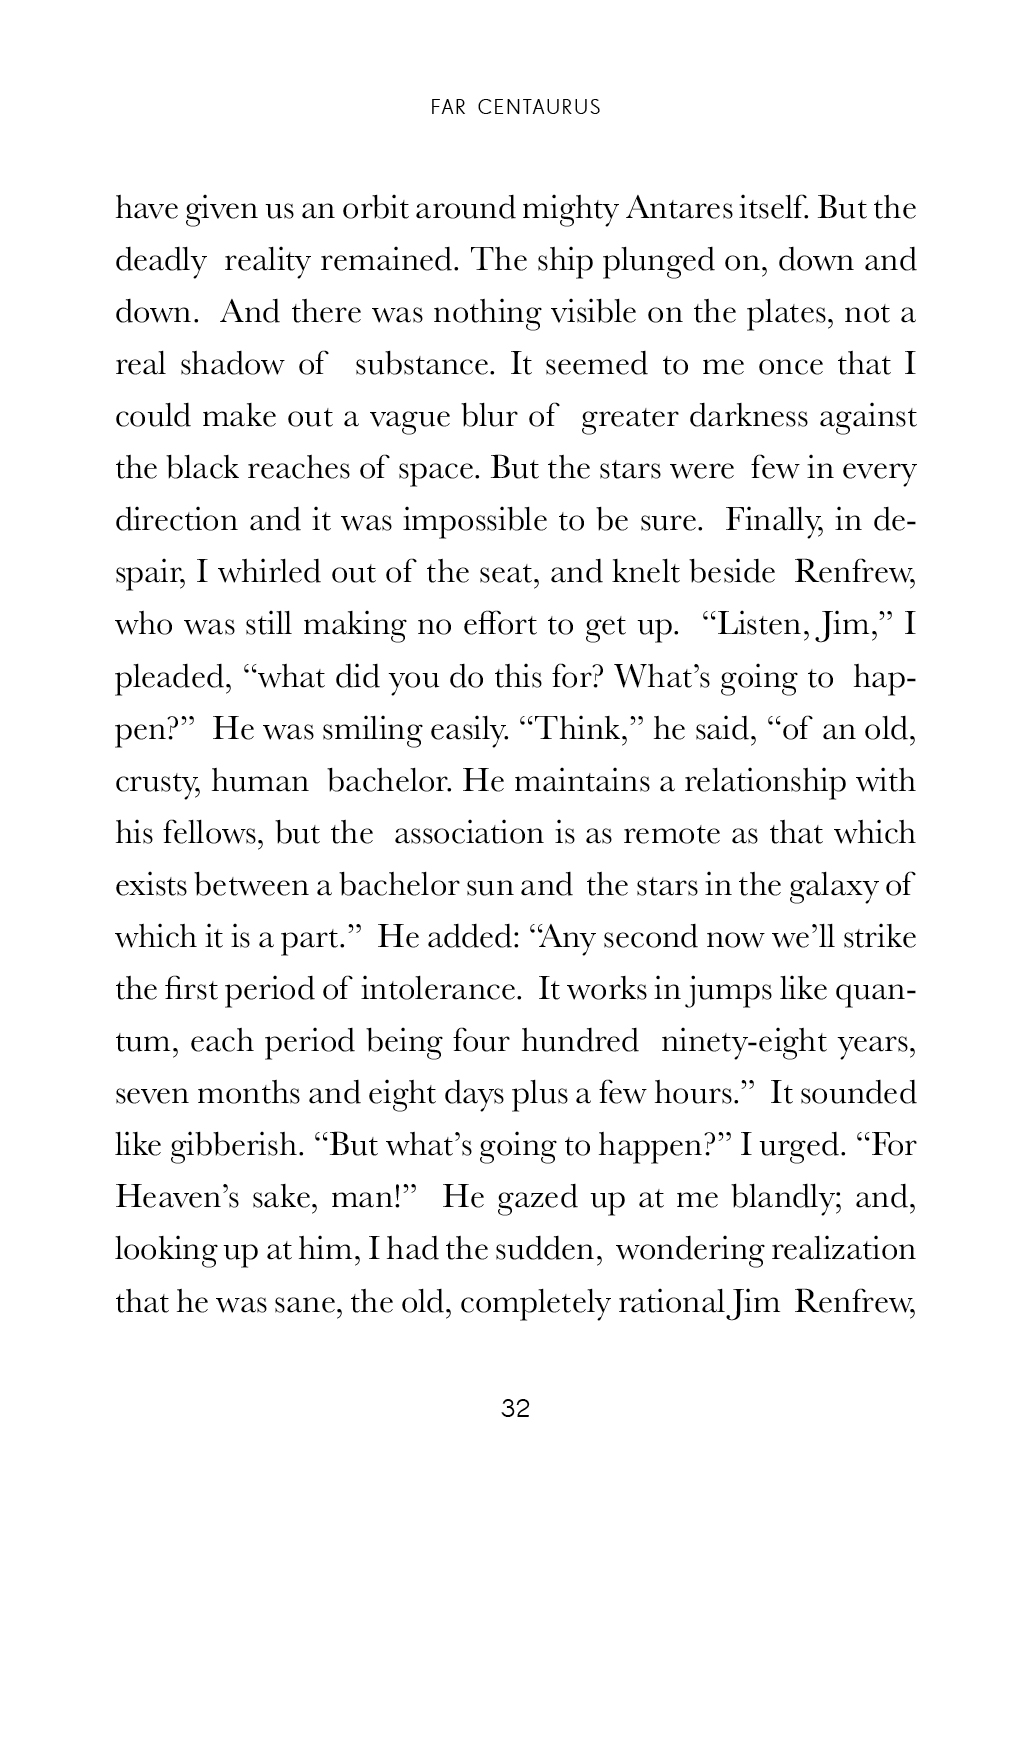 FAR CENTAURUS
have given us an orbit around mighty Antares itself. But the
deadly reality remained. The ship plunged on, down and
down. And there was nothing visible on the plates, not a
real shadow of substance. It seemed to me once that I
could make out a vague blur of greater darkness against
the black reaches of space. But the stars were few in every
direction and it was impossible to be sure. Finally, in de-
spair, I whirled out of the seat, and knelt beside Renfrew,
who was still making no effort to get up. “Listen, Jim,” I
pleaded, “what did you do this for? What’s going to hap-
pen?” He was smiling easily. “Think,” he said, “of an old,
crusty, human bachelor. He maintains a relationship with
his fellows, but the association is as remote as that which
exists between a bachelor sun and the stars in the galaxy of
which it is a part.” He added: “Any second now we’ll strike
the first period of intolerance. It works in jumps like quan-
tum, each period being four hundred ninety-eight years,
seven months and eight days plus a few hours.” It sounded
like gibberish. “But what’s going to happen?” I urged. “For
Heaven’s sake, man!” He gazed up at me blandly; and,
looking up at him, I had the sudden, wondering realization
that he was sane, the old, completely rational Jim Renfrew,
32